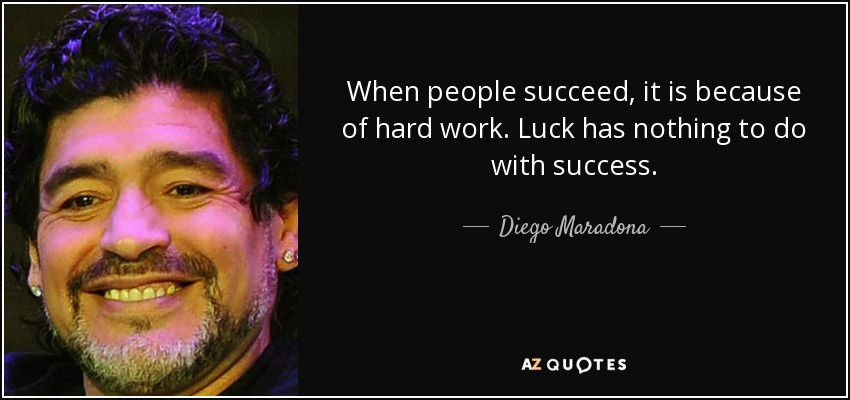 When people succeed, it is because
of hard work. Luck has nothing to do
with success.
Diego Maradona
AZ QUOTES